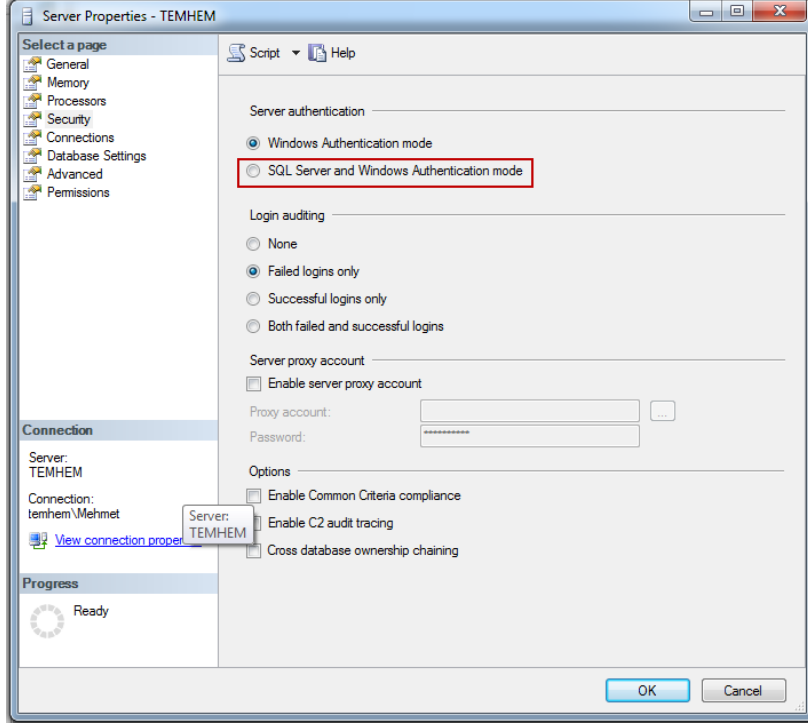 Server Properties - TEMHEM
Select a page
General
Memory
Processors
Security
Connections
Database Settings
Advanced
Permissions
Script
Help
Server authentication
Windows Authentication mode
SQL Server and Windows Authentication mode
Login auditing
None
Failed logins only
Successful logins only
Both failed and successful logins
Server proxy account
Enable server proxy account
Proxy account:
...
Password:
**********
Options
Enable Common Criteria compliance
Enable C2 audit tracing
Cross database ownership chaining
Connection
Server:
TEMHEM
Connection:
temhem\Mehmet
View connection proper
Server:
TEMHEM
Progress
Ready
OK
Cancel